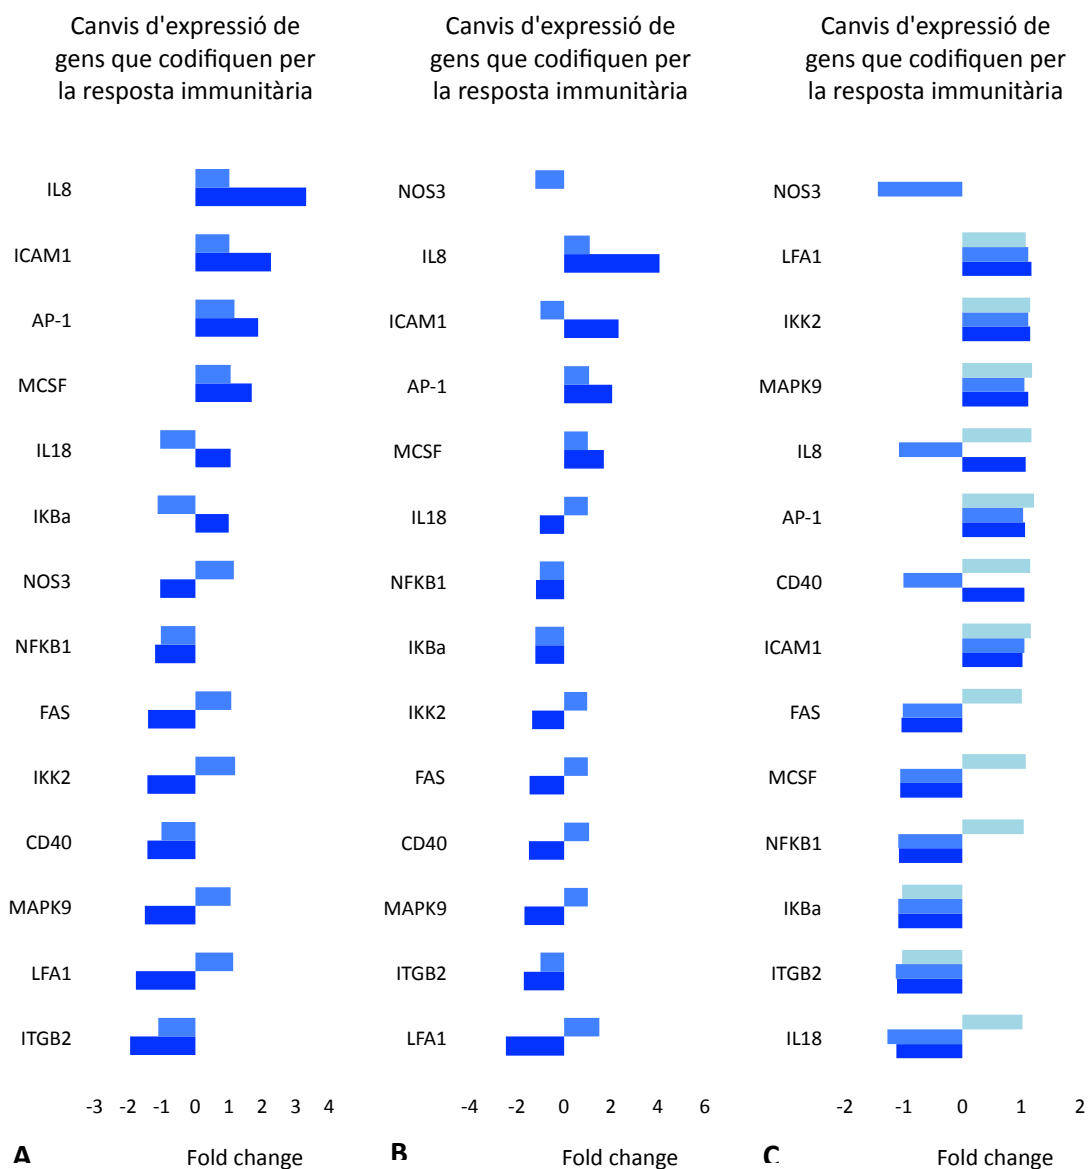 Canvis d'expressió de
gens que codifiquen per
la resposta immunitària
IL8
ICAM1
AP-1
MCSF
IL18
IKBa
NOS3
NFKB1
FAS
IKK2
CD40
MAPK9
LFA1
ITGB2
-3 -2 -1 0 1 2 3 4
A Fold change
Canvis d'expressió de
gens que codifiquen per
la resposta immunitària
NOS3
IL8
ICAM1
AP-1
MCSF
IL18
NFKB1
IKBa
IKK2
FAS
CD40
MAPK9
ITGB2
LFA1
-4 -2 0 2 4 6
B Fold change
Canvis d'expressió de
gens que codifiquen per
la resposta immunitària
NOS3
LFA1
IKK2
MAPK9
IL8
AP-1
CD40
ICAM1
FAS
MCSF
NFKB1
IKBa
ITGB2
IL18
-2 -1 0 1 2
C Fold change